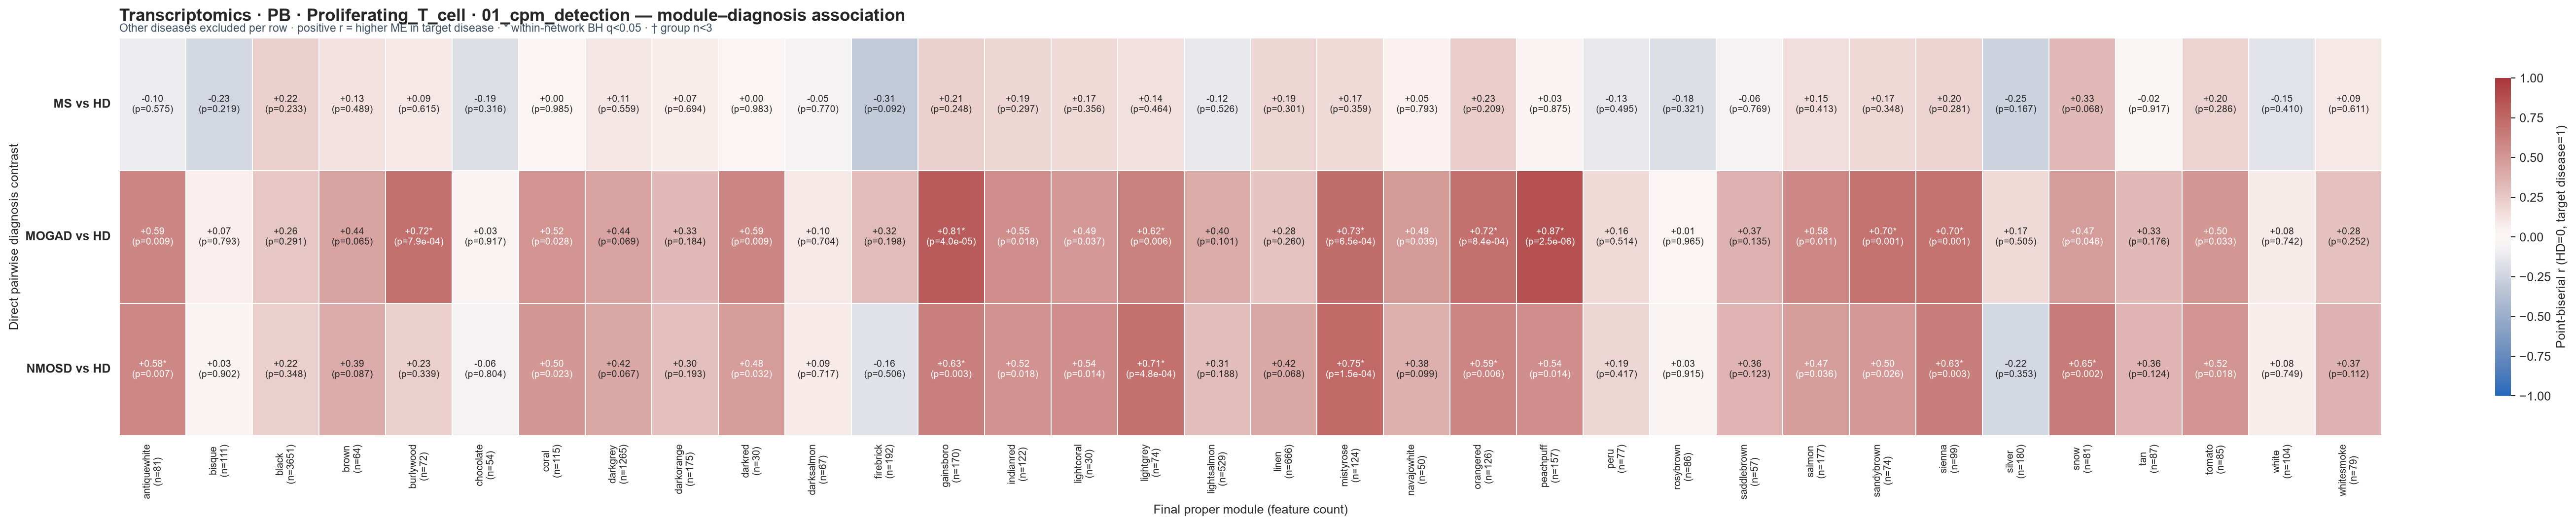 Transcriptomics · PB · Proliferating_T_cell · 01_cpm_detection — module–diagnosis association
Other diseases excluded per row · positive r = higher ME in target disease · * within-network BH q<0.05 · † group n<3
Direct pairwise diagnosis contrast
MS vs HD
-0.10 -0.23 +0.22 +0.13 +0.09 -0.19 +0.00 +0.11 +0.07 +0.00 -0.05 -0.31 +0.21 +0.19 +0.17 +0.14 -0.12 +0.19 +0.17 +0.05 +0.23 +0.03 -0.13 -0.18 -0.06 +0.15 +0.17 +0.20 -0.25 +0.33 -0.02 +0.20 -0.15 +0.09
(p=0.575) (p=0.219) (p=0.233) (p=0.489) (p=0.615) (p=0.316) (p=0.985) (p=0.559) (p=0.694) (p=0.983) (p=0.770) (p=0.092) (p=0.248) (p=0.297) (p=0.356) (p=0.464) (p=0.526) (p=0.301) (p=0.359) (p=0.793) (p=0.209) (p=0.875) (p=0.495) (p=0.321) (p=0.769) (p=0.413) (p=0.348) (p=0.281) (p=0.167) (p=0.068) (p=0.917) (p=0.286) (p=0.410) (p=0.611)
MOGAD vs HD
+0.59 +0.07 +0.26 +0.44 +0.72* +0.03 +0.52 +0.44 +0.33 +0.59 +0.10 +0.32 +0.81* +0.55 +0.49 +0.62* +0.40 +0.28 +0.73* +0.49 +0.72* +0.87* +0.16 +0.01 +0.37 +0.58 +0.70* +0.70* +0.17 +0.47 +0.33 +0.50 +0.08 +0.28
(p=0.009) (p=0.793) (p=0.291) (p=0.065) (p=7.9e-04) (p=0.917) (p=0.028) (p=0.069) (p=0.184) (p=0.009) (p=0.704) (p=0.198) (p=4.0e-05) (p=0.018) (p=0.037) (p=0.006) (p=0.101) (p=0.260) (p=6.5e-04) (p=0.039) (p=8.4e-04) (p=2.5e-06) (p=0.514) (p=0.965) (p=0.135) (p=0.011) (p=0.001) (p=0.001) (p=0.505) (p=0.046) (p=0.176) (p=0.033) (p=0.742) (p=0.252)
NMOSD vs HD
+0.58* +0.03 +0.22 +0.39 +0.23 -0.06 +0.50 +0.42 +0.30 +0.48 +0.09 -0.16 +0.63* +0.52 +0.54 +0.71* +0.31 +0.42 +0.75* +0.38 +0.59* +0.54 +0.19 +0.03 +0.36 +0.47 +0.50 +0.63* -0.22 +0.65* +0.36 +0.52 +0.08 +0.37
(p=0.007) (p=0.902) (p=0.348) (p=0.087) (p=0.339) (p=0.804) (p=0.023) (p=0.067) (p=0.193) (p=0.032) (p=0.717) (p=0.506) (p=0.003) (p=0.018) (p=0.014) (p=4.8e-04) (p=0.188) (p=0.068) (p=1.5e-04) (p=0.099) (p=0.006) (p=0.014) (p=0.417) (p=0.915) (p=0.123) (p=0.036) (p=0.026) (p=0.003) (p=0.353) (p=0.002) (p=0.124) (p=0.018) (p=0.749) (p=0.112)
antiquewhite
(n=81)
bisque
(n=111)
black
(n=3651)
brown
(n=64)
burlywood
(n=72)
chocolate
(n=54)
coral
(n=115)
darkgrey
(n=1265)
darkorange
(n=175)
darkred
(n=30)
darksalmon
(n=67)
firebrick
(n=192)
gainsboro
(n=170)
indianred
(n=122)
lightcoral
(n=30)
lightgrey
(n=74)
lightsalmon
(n=529)
linen
(n=666)
mistyrose
(n=124)
navajowhite
(n=50)
orangered
(n=126)
peachpuff
(n=157)
peru
(n=77)
rosybrown
(n=86)
saddlebrown
(n=57)
salmon
(n=177)
sandybrown
(n=74)
sienna
(n=99)
silver
(n=180)
snow
(n=81)
tan
(n=87)
tomato
(n=85)
white
(n=104)
whitesmoke
(n=79)
Final proper module (feature count)
1.00
0.75
0.50
0.25
0.00
−0.25
−0.50
−0.75
−1.00
Point-biserial r (HD=0, target disease=1)